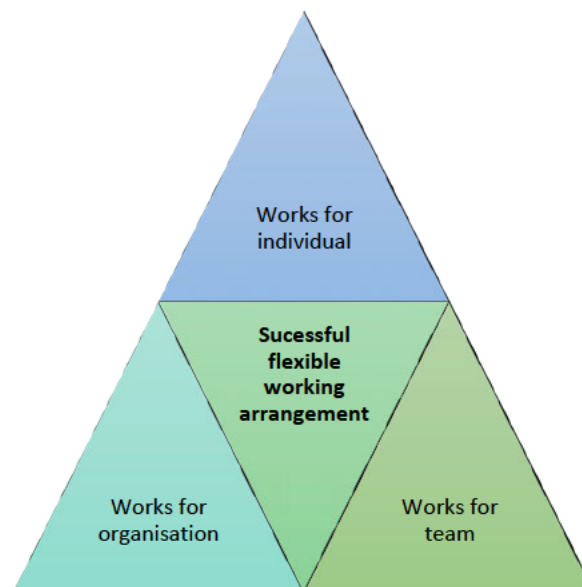 Works for
individual
Sucessful
flexible
working
arrangement
Works for
organisation
Works for
team